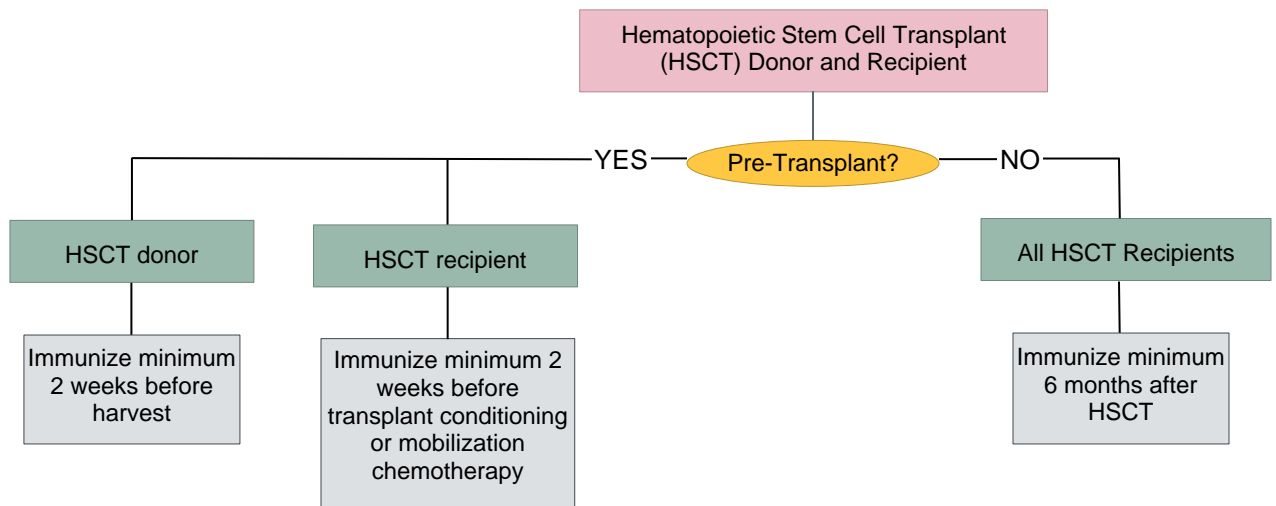 Hematopoietic Stem Cell Transplant
(HSCT) Donor and Recipient
YES
Pre-Transplant?
NO
HSCT donor
HSCT recipient
All HSCT Recipients
Immunize minimum
2 weeks before
harvest
Immunize minimum 2
weeks before
transplant conditioning
or mobilization
chemotherapy
Immunize minimum
6 months after
HSCT